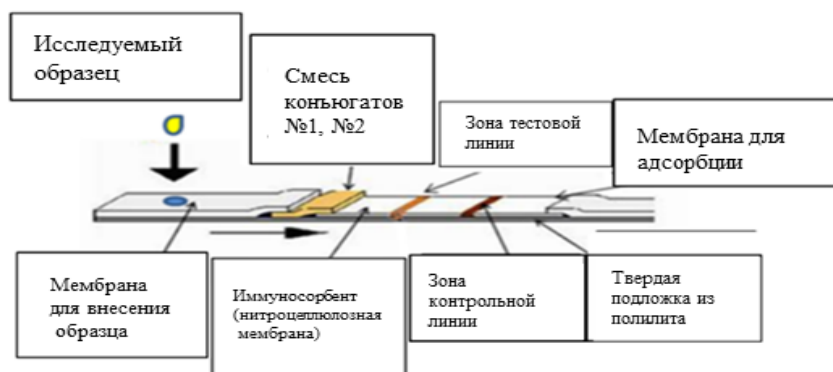 Исследуемый
образец
Смесь
конъюгатов
№1, №2
Зона тестовой
линии
Мембрана для
адсорбции
Мембрана
для внесения
образца
Иммуносорбент
(нитроцеллюлозная
мембрана)
Зона
контрольной
линии
Твердая
подложка из
полилита